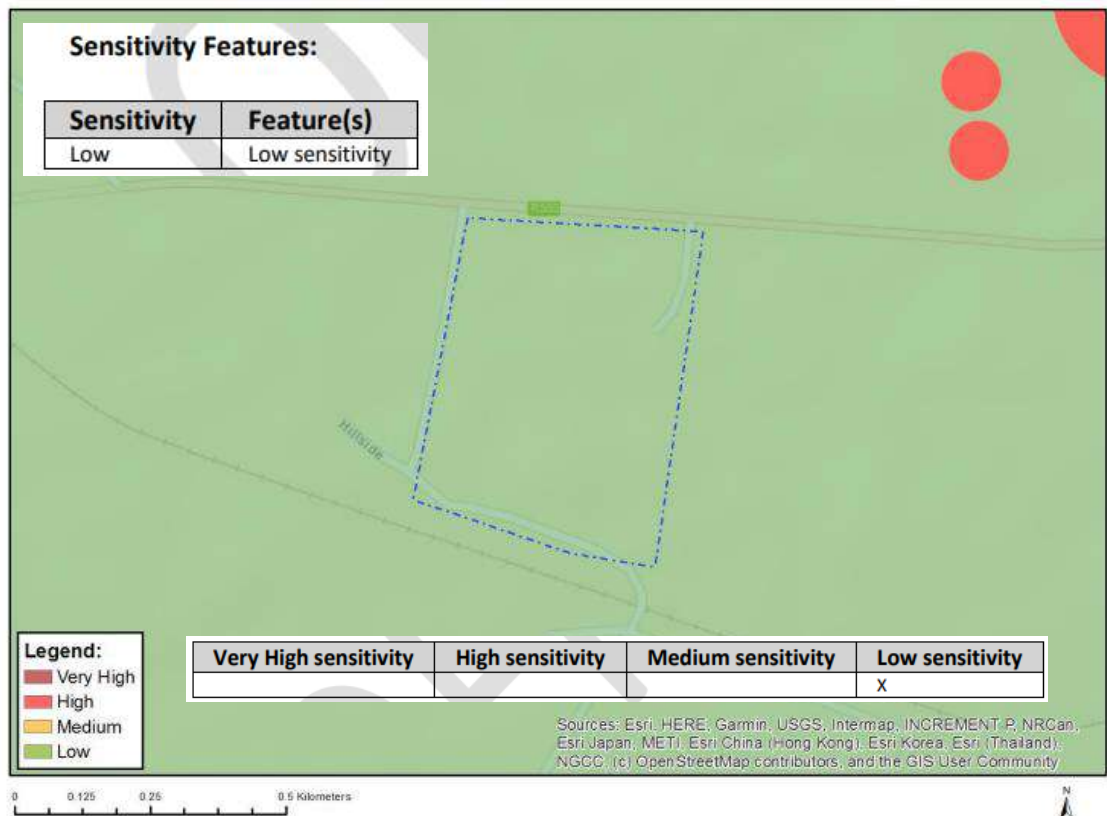 Sensitivity Features:
Sensitivity Feature(s)
Low Low sensitivity
Hillside
Legend:
Very High
High
Medium
Low
Very High sensitivity High sensitivity Medium sensitivity Low sensitivity
X
Sources: Esri, HERE, Garmin, USGS, Intermap, INCREMENT P, NRCan,
Esri Japan, METI, Esri China (Hong Kong), Esri Korea, Esri (Thailand),
NGCC, (c) OpenStreetMap contributors, and the GIS User Community
0 0.125 0.25 0.5 Kilometers
N